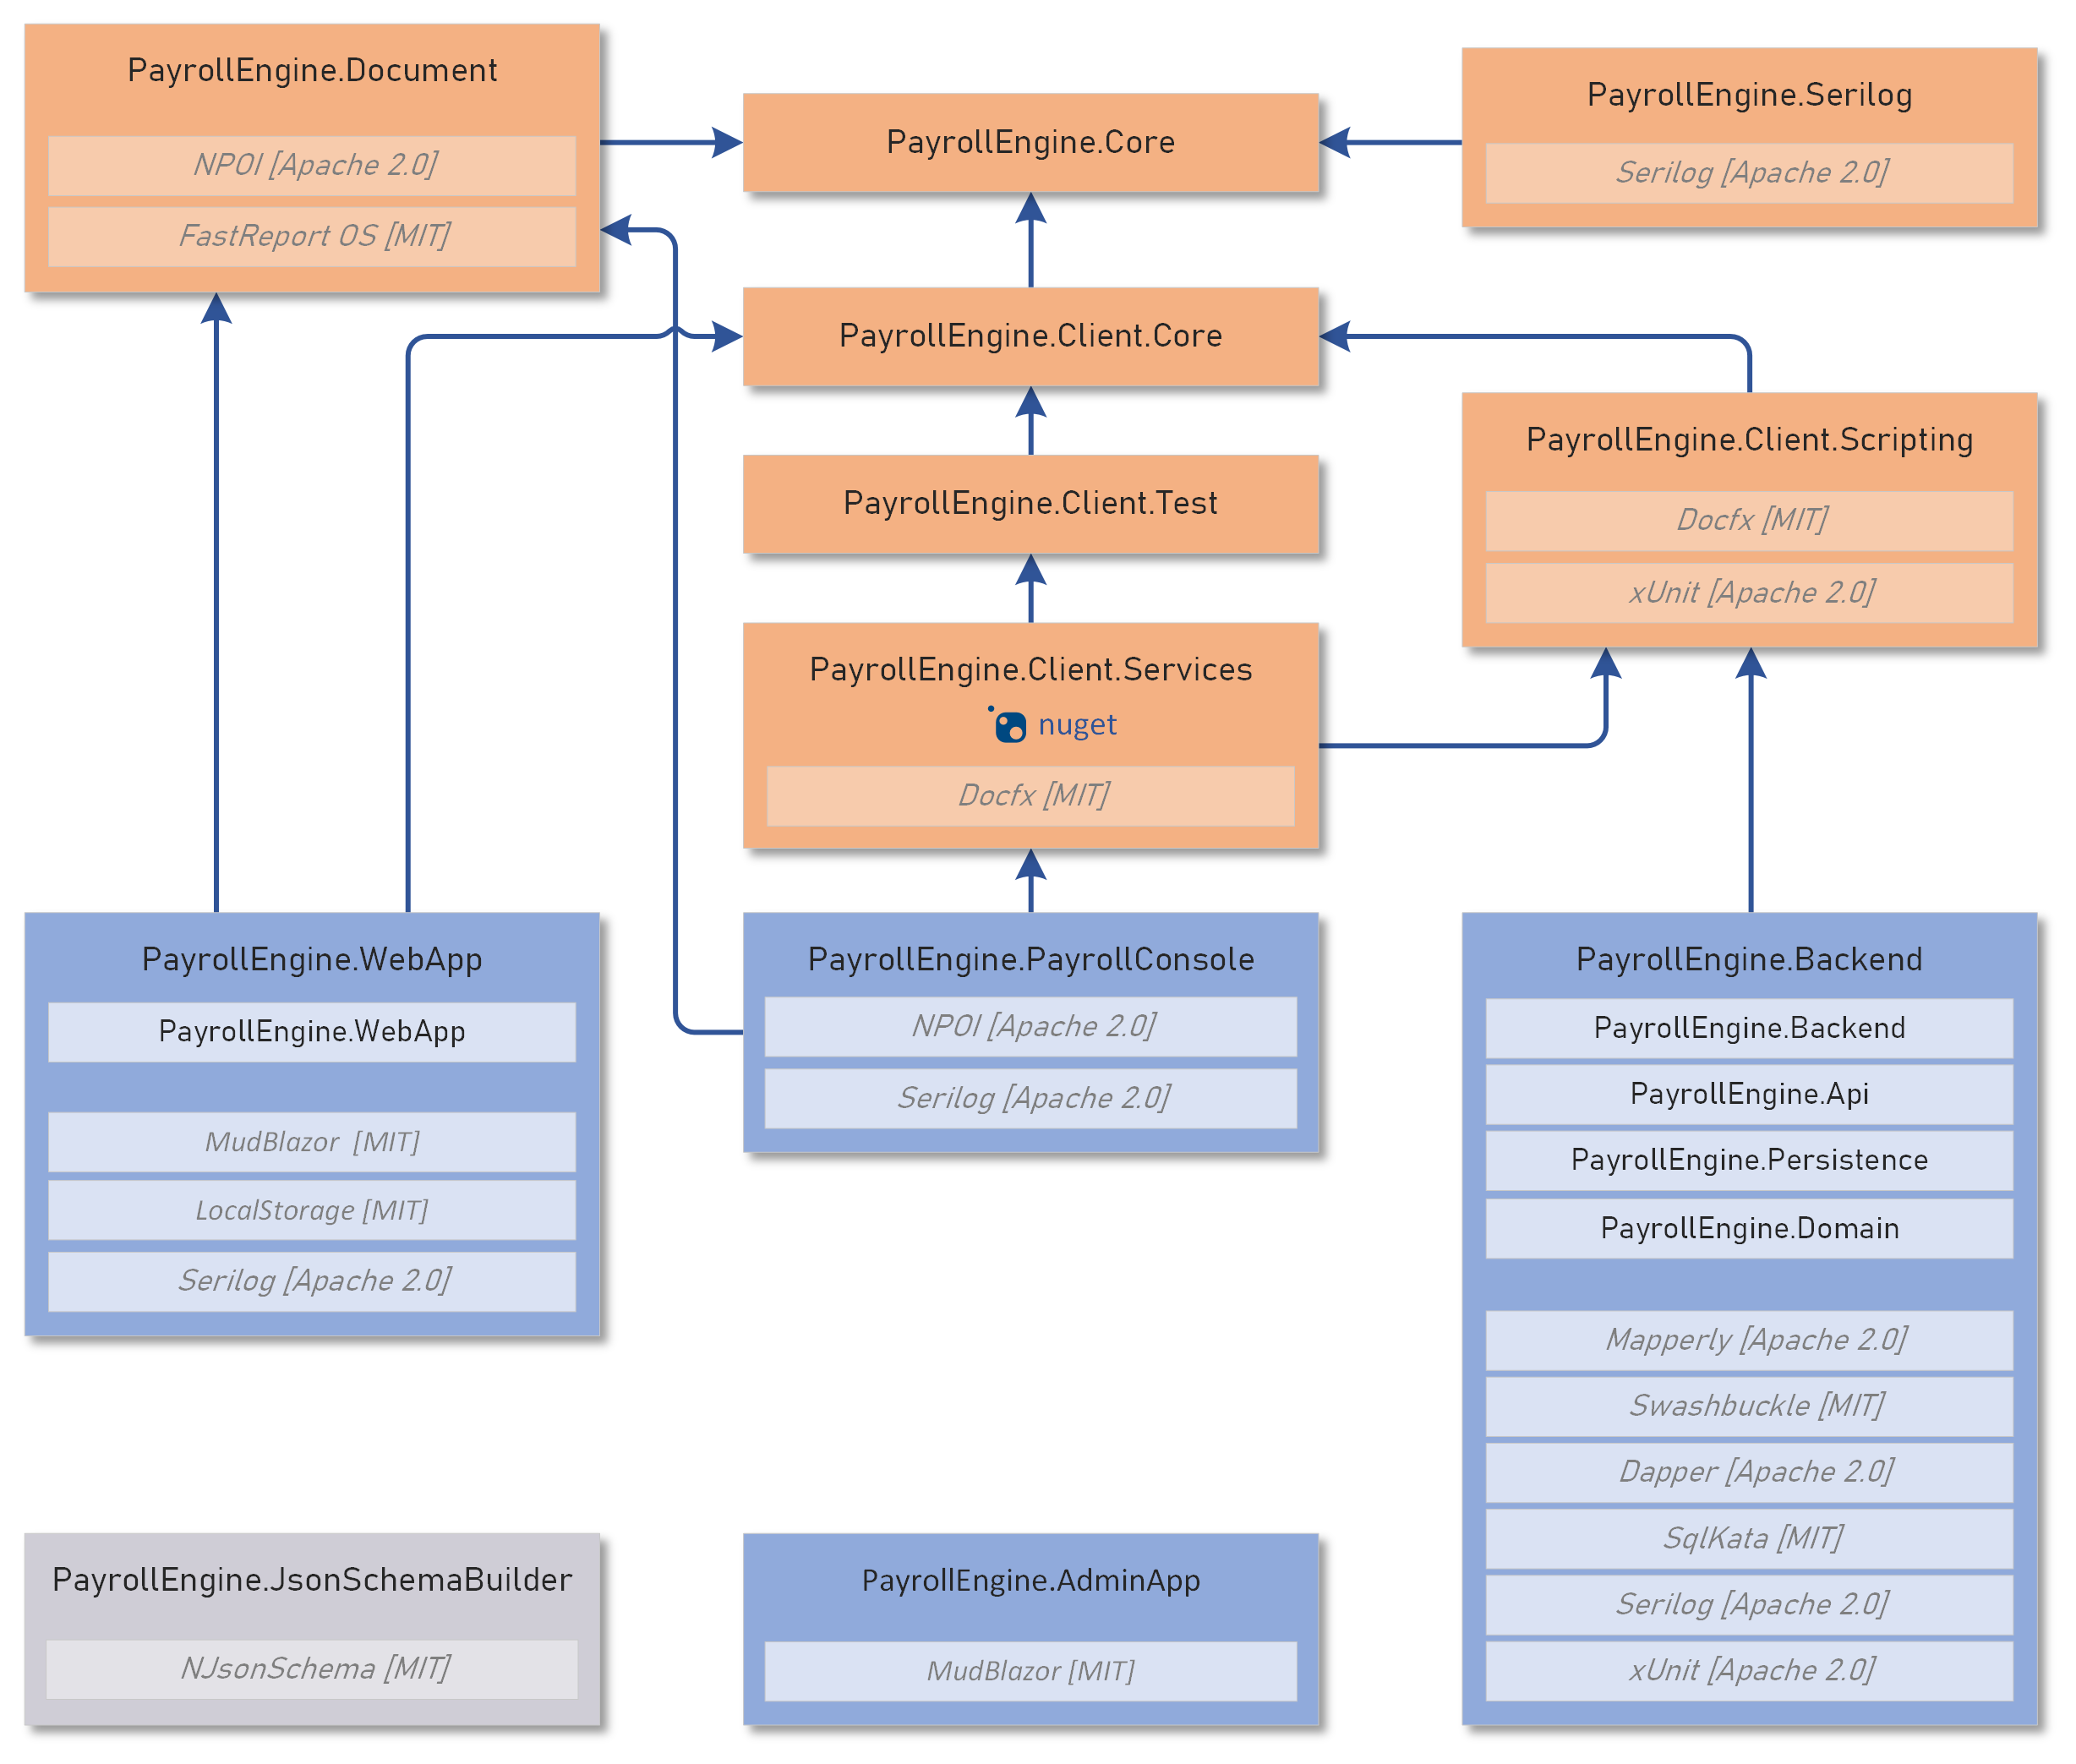 PayrollEngine.Document
NPOI [Apache 2.0]
FastReport OS [MIT]
PayrollEngine.Core
PayrollEngine.Serilog
Serilog [Apache 2.0]
PayrollEngine.Client.Core
PayrollEngine.Client.Scripting
Docfx [MIT]
xUnit [Apache 2.0]
PayrollEngine.Client.Test
PayrollEngine.Client.Services
nuget
Docfx [MIT]
PayrollEngine.WebApp
PayrollEngine.WebApp
MudBlazor  [MIT]
LocalStorage [MIT]
Serilog [Apache 2.0]
PayrollEngine.PayrollConsole
NPOI [Apache 2.0]
Serilog [Apache 2.0]
PayrollEngine.Backend
PayrollEngine.Backend
PayrollEngine.Api
PayrollEngine.Persistence
PayrollEngine.Domain
Mapperly [Apache 2.0]
Swashbuckle [MIT]
Dapper [Apache 2.0]
SqlKata [MIT]
Serilog [Apache 2.0]
xUnit [Apache 2.0]
PayrollEngine.JsonSchemaBuilder
NJsonSchema [MIT]
PayrollEngine.AdminApp
MudBlazor [MIT]